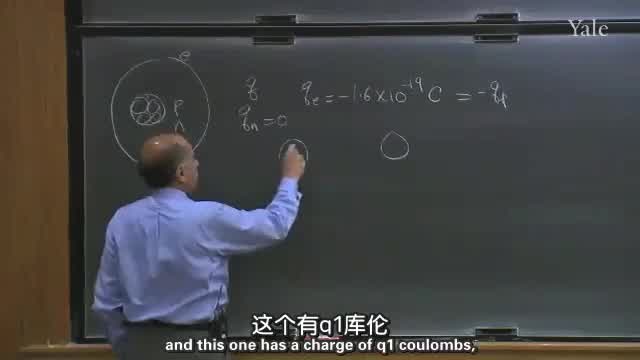 Yale
e
q q_e = -1.6 × 10^-19 C = -q_p
P
n q_n = 0
这个有q1库伦
and this one has a charge of q1 coulombs,